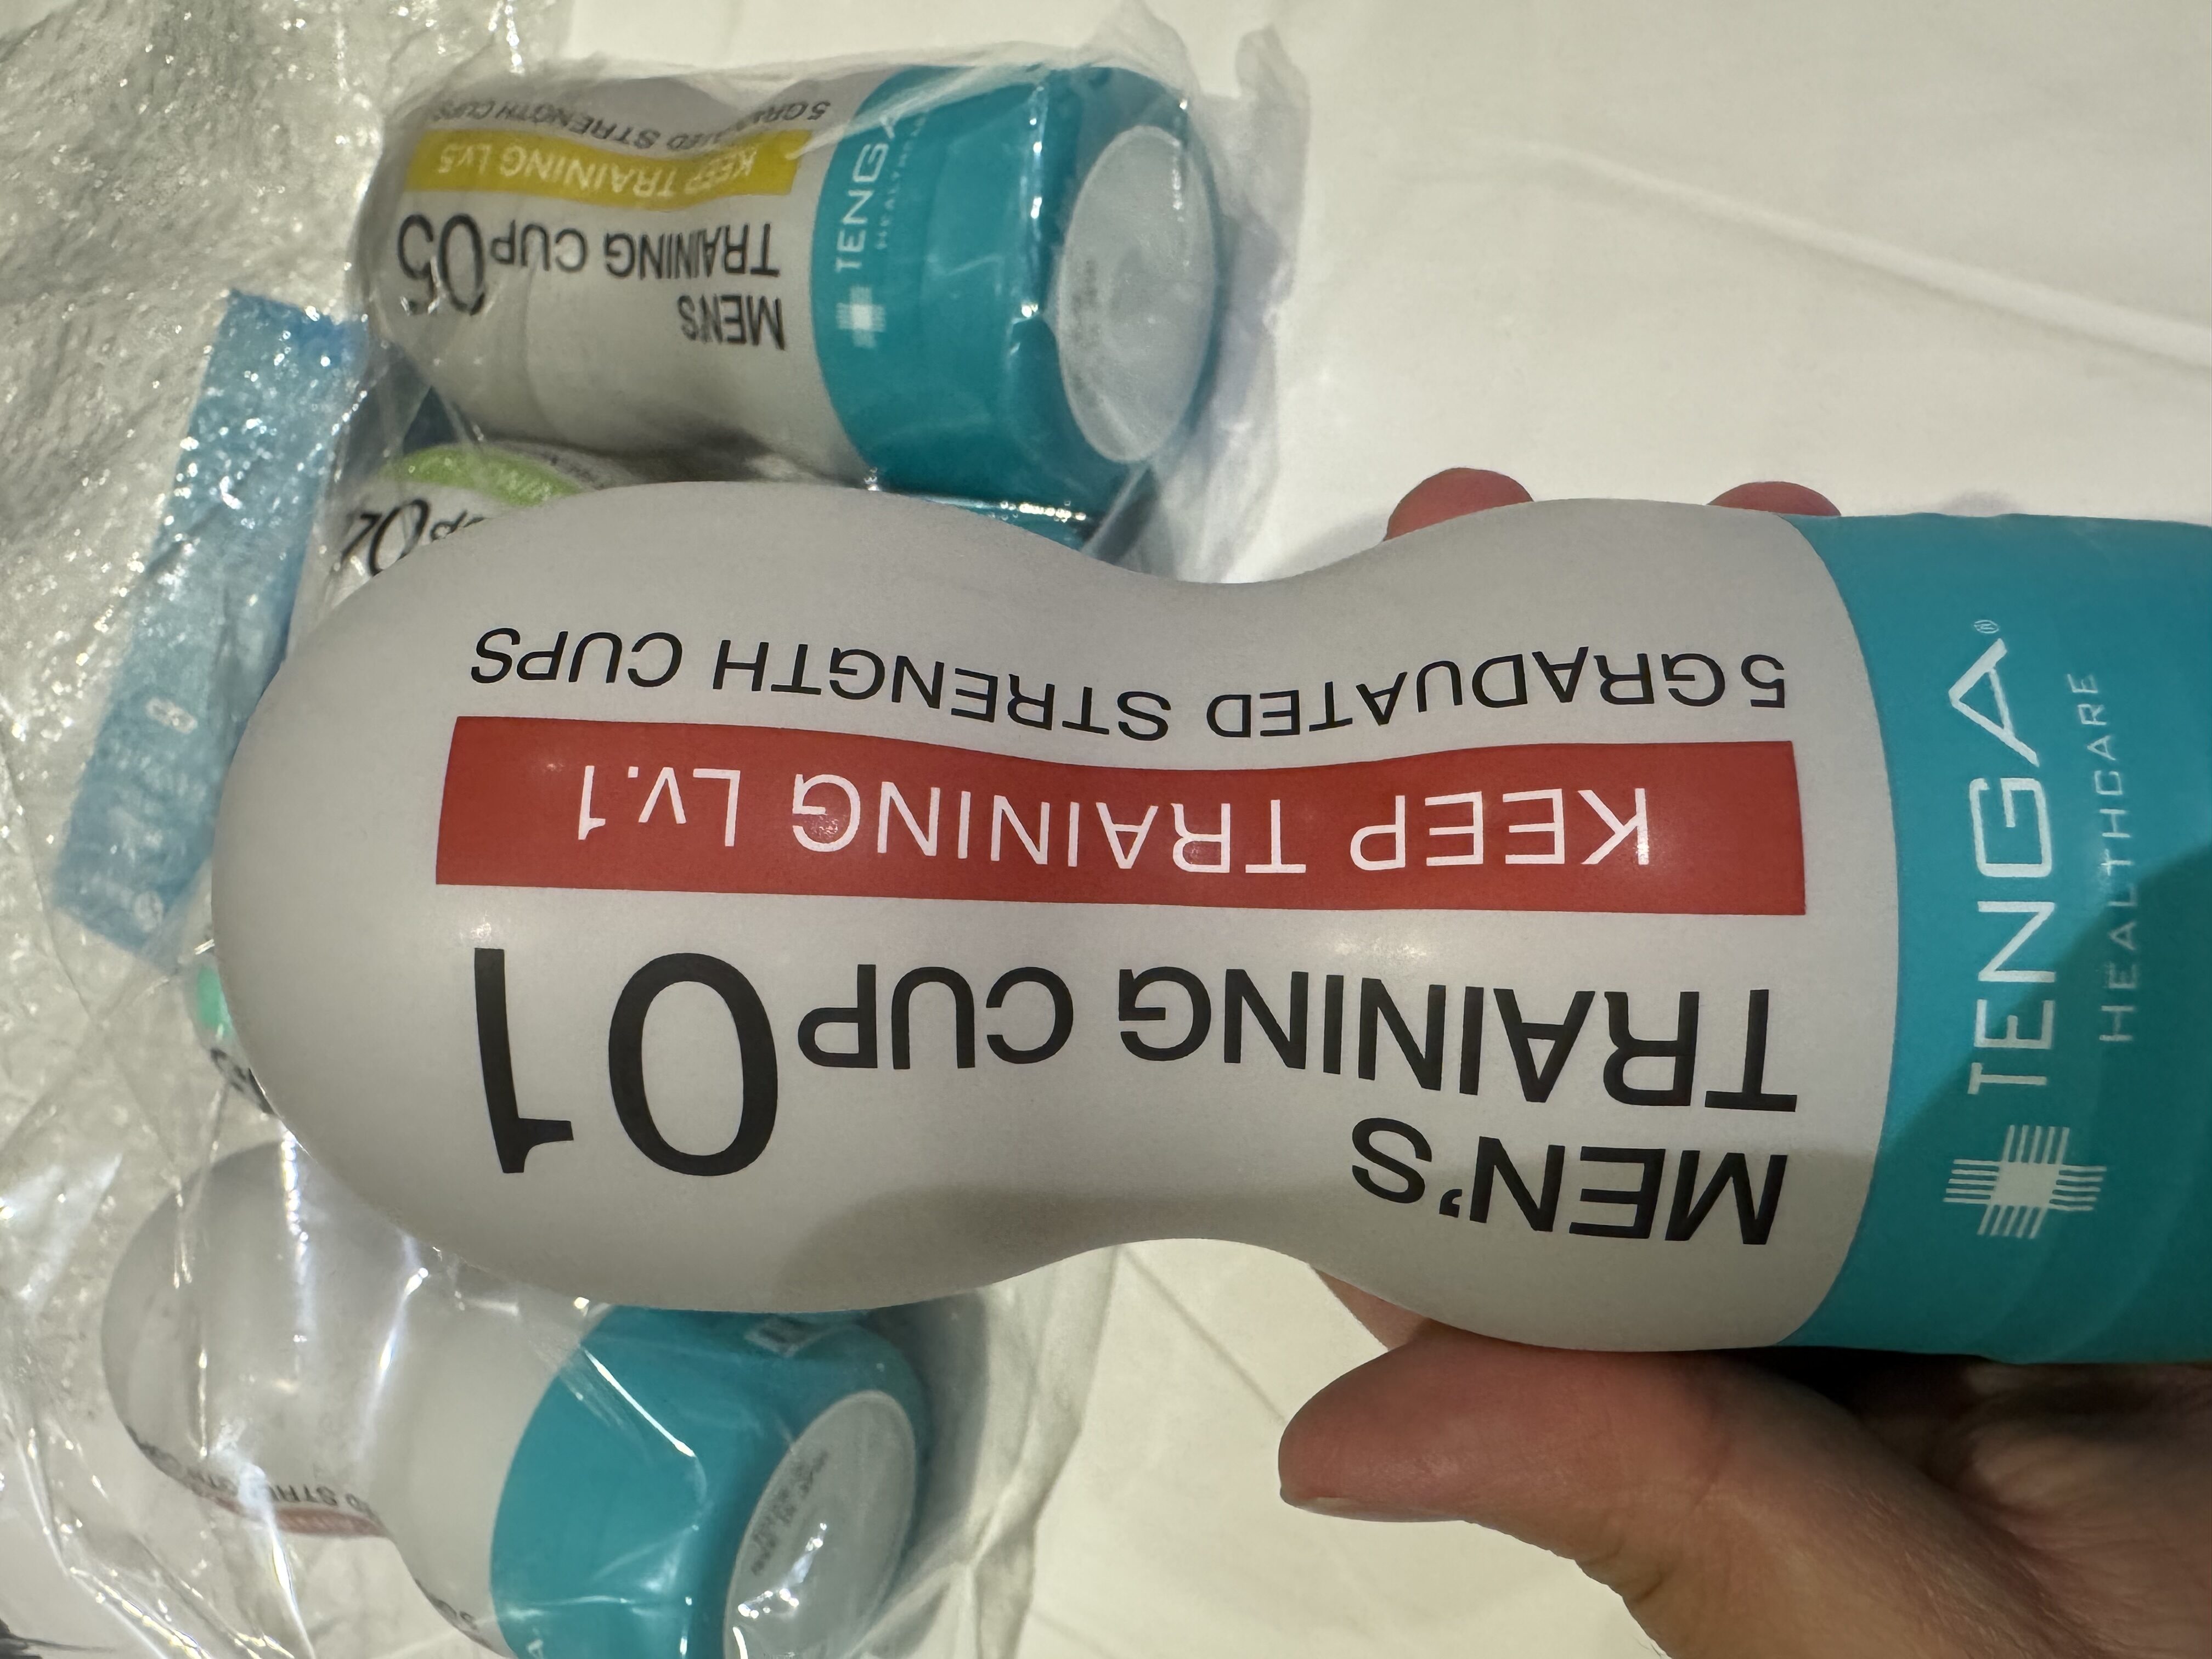 MEN'S
TRAINING CUP 01
KEEP TRAINING Lv.1
5 GRADUATED STRENGTH CUPS
TENGA®
HEALTHCARE
MEN'S
TRAINING CUP 05
KEEP TRAINING Lv.5
5 GRADUATED STRENGTH CUPS
TENGA